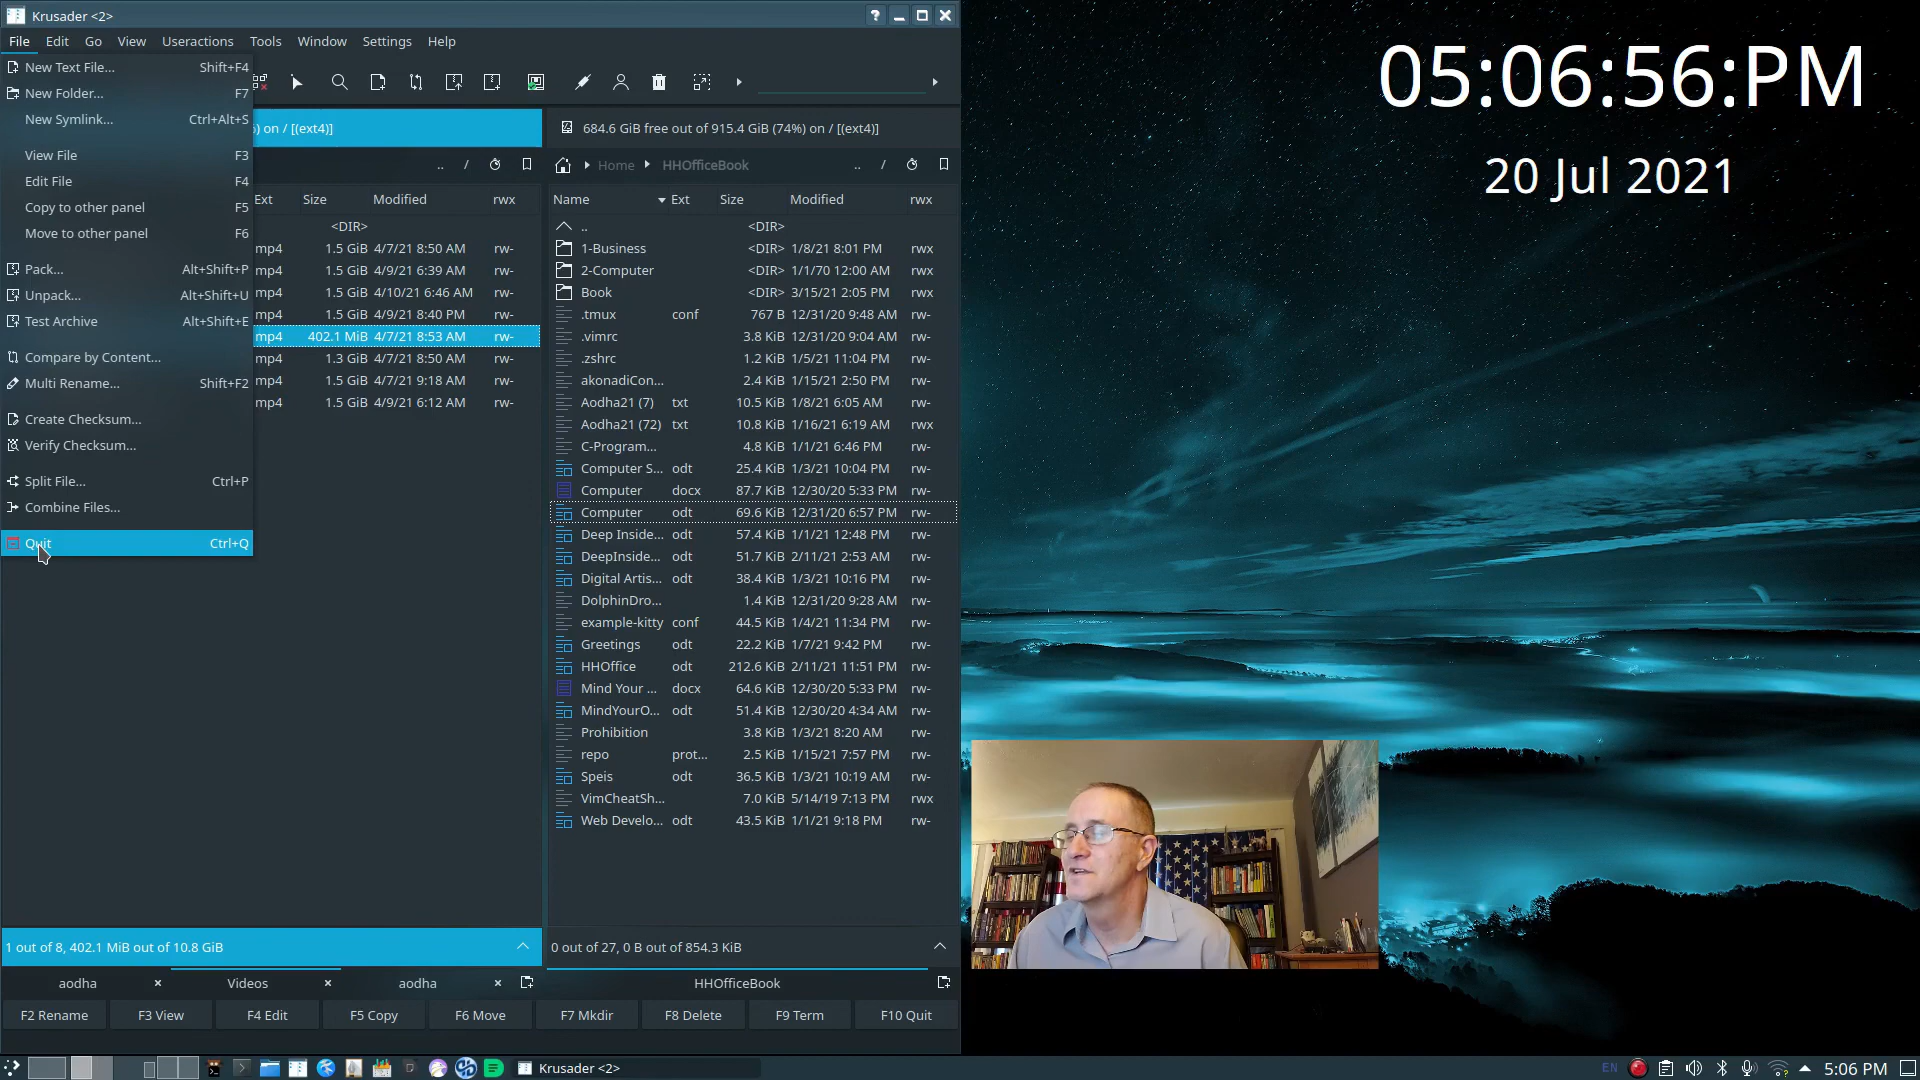 Krusader <2>
File Edit Go View Useractions Tools Window Settings Help
New Text File... Shift+F4
New Folder... F7
New Symlink... Ctrl+Alt+S
View File F3
Edit File F4
Copy to other panel F5
Move to other panel F6
Pack... Alt+Shift+P
Unpack... Alt+Shift+U
Test Archive Alt+Shift+E
Compare by Content...
Multi Rename... Shift+F2
Create Checksum...
Verify Checksum...
Split File... Ctrl+P
Combine Files...
Quit Ctrl+Q
) on / [(ext4)]
.. /
Ext Size Modified rwx
<DIR>
mp4 1.5 GiB 4/7/21 8:50 AM rw-
mp4 1.5 GiB 4/9/21 6:39 AM rw-
mp4 1.5 GiB 4/10/21 6:46 AM rw-
mp4 1.5 GiB 4/9/21 8:40 PM rw-
mp4 402.1 MiB 4/7/21 8:53 AM rw-
mp4 1.3 GiB 4/7/21 8:50 AM rw-
mp4 1.5 GiB 4/7/21 9:18 AM rw-
mp4 1.5 GiB 4/9/21 6:12 AM rw-
1 out of 8, 402.1 MiB out of 10.8 GiB
aodha × Videos × aodha ×
684.6 GiB free out of 915.4 GiB (74%) on / [(ext4)]
Home HHOfficeBook .. /
Name Ext Size Modified rwx
.. <DIR>
1-Business <DIR> 1/8/21 8:01 PM rwx
2-Computer <DIR> 1/1/70 12:00 AM rwx
Book <DIR> 3/15/21 2:05 PM rwx
.tmux conf 767 B 12/31/20 9:48 AM rw-
.vimrc 3.8 KiB 12/31/20 9:04 AM rw-
.zshrc 1.2 KiB 1/5/21 11:04 PM rw-
akonadiCon... 2.4 KiB 1/15/21 2:50 PM rw-
Aodha21 (7) txt 10.5 KiB 1/8/21 6:05 AM rw-
Aodha21 (72) txt 10.8 KiB 1/16/21 6:19 AM rwx
C-Program... 4.8 KiB 1/1/21 6:46 PM rw-
Computer S... odt 25.4 KiB 1/3/21 10:04 PM rw-
Computer docx 87.7 KiB 12/30/20 5:33 PM rw-
Computer odt 69.6 KiB 12/31/20 6:57 PM rw-
Deep Inside... odt 57.4 KiB 1/1/21 12:48 PM rw-
DeepInside... odt 51.7 KiB 2/11/21 2:53 AM rw-
Digital Artis... odt 38.4 KiB 1/3/21 10:16 PM rw-
DolphinDro... 1.4 KiB 12/31/20 9:28 AM rw-
example-kitty conf 44.5 KiB 1/4/21 11:34 PM rw-
Greetings odt 22.2 KiB 1/7/21 9:42 PM rw-
HHOffice odt 212.6 KiB 2/11/21 11:51 PM rw-
Mind Your ... docx 64.6 KiB 12/30/20 5:33 PM rw-
MindYourO... odt 51.4 KiB 12/30/20 4:34 AM rw-
Prohibition 3.8 KiB 1/3/21 8:20 AM rw-
repo prot... 2.5 KiB 1/15/21 7:57 PM rw-
Speis odt 36.5 KiB 1/3/21 10:19 AM rw-
VimCheatSh... 7.0 KiB 5/14/19 7:13 PM rwx
Web Develo... odt 43.5 KiB 1/1/21 9:18 PM rw-
0 out of 27, 0 B out of 854.3 KiB
HHOfficeBook
F2 Rename F3 View F4 Edit F5 Copy F6 Move F7 Mkdir F8 Delete F9 Term F10 Quit
05:06:56:PM
20 Jul 2021
Krusader <2>
EN
5:06 PM